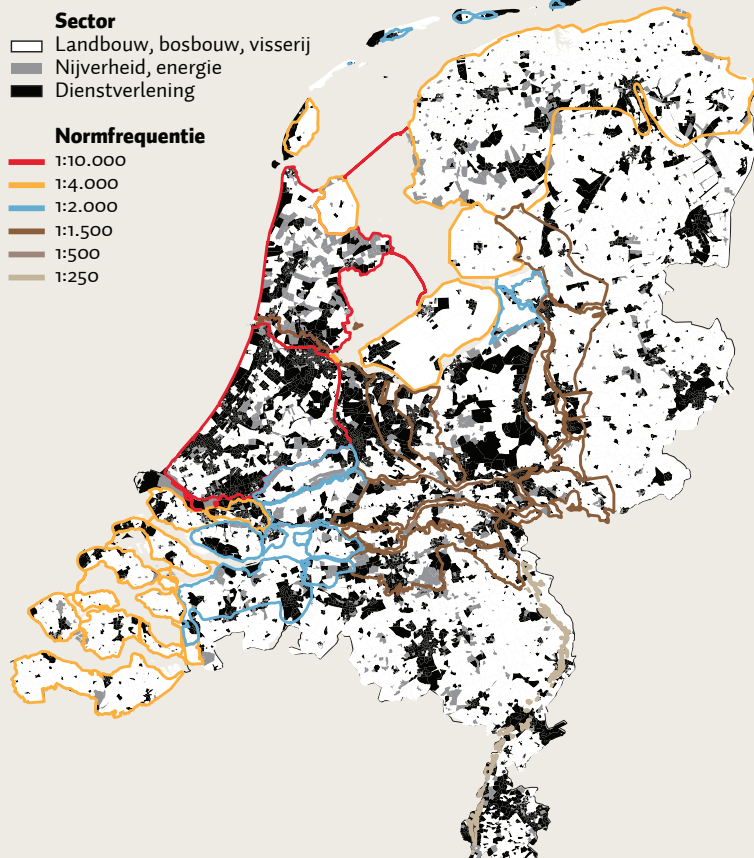 Sector
Landbouw, bosbouw, visserij
Nijverheid, energie
Dienstverlening
Normfrequentie
1:10.000
1:4.000
1:2.000
1:1.500
1:500
1:250